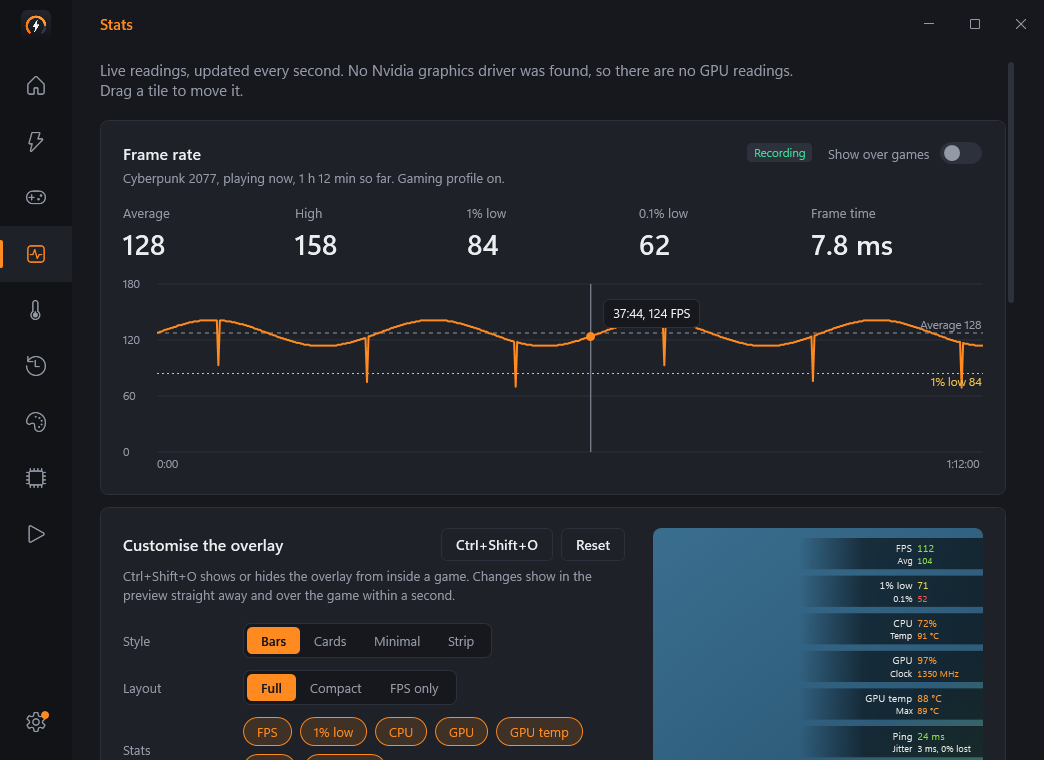 Stats
Live readings, updated every second. No Nvidia graphics driver was found, so there are no GPU readings.
Drag a tile to move it.
Frame rate
Recording
Show over games
Cyberpunk 2077, playing now, 1 h 12 min so far. Gaming profile on.
Average
High
1% low
0.1% low
Frame time
128
158
84
62
7.8 ms
180
37:44, 124 FPS
Average 128
120
1% low 84
60
0
0:00
1:12:00
Customise the overlay
Ctrl+Shift+O
Reset
Ctrl+Shift+O shows or hides the overlay from inside a game. Changes show in the
preview straight away and over the game within a second.
Style
Bars
Cards
Minimal
Strip
Layout
Full
Compact
FPS only
Stats
FPS
1% low
CPU
GPU
GPU temp
FPS 112
Avg 104
1% low 71
0.1% 52
CPU 72%
Temp 91 °C
GPU 97%
Clock 1350 MHz
GPU temp 88 °C
Max 89 °C
Ping 24 ms
Jitter 3 ms, 0% lost